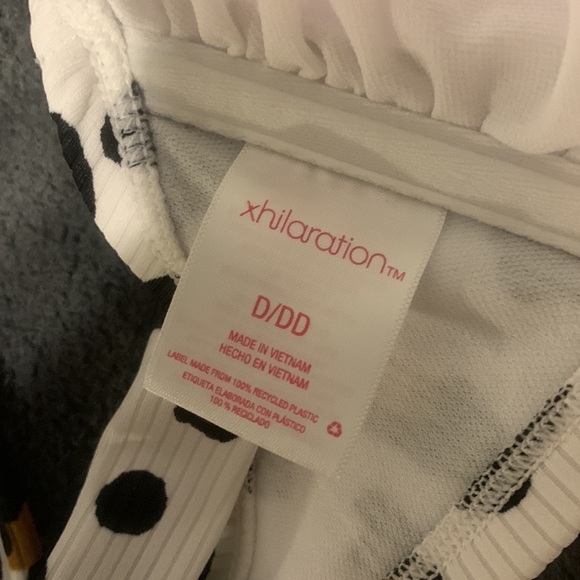 xhilaration™
D/DD
MADE IN VIETNAM
HECHO EN VIETNAM
LABEL MADE FROM 100% RECYCLED PLASTIC
ETIQUETA ELABORADA CON PLÁSTICO
100 % RECICLADO